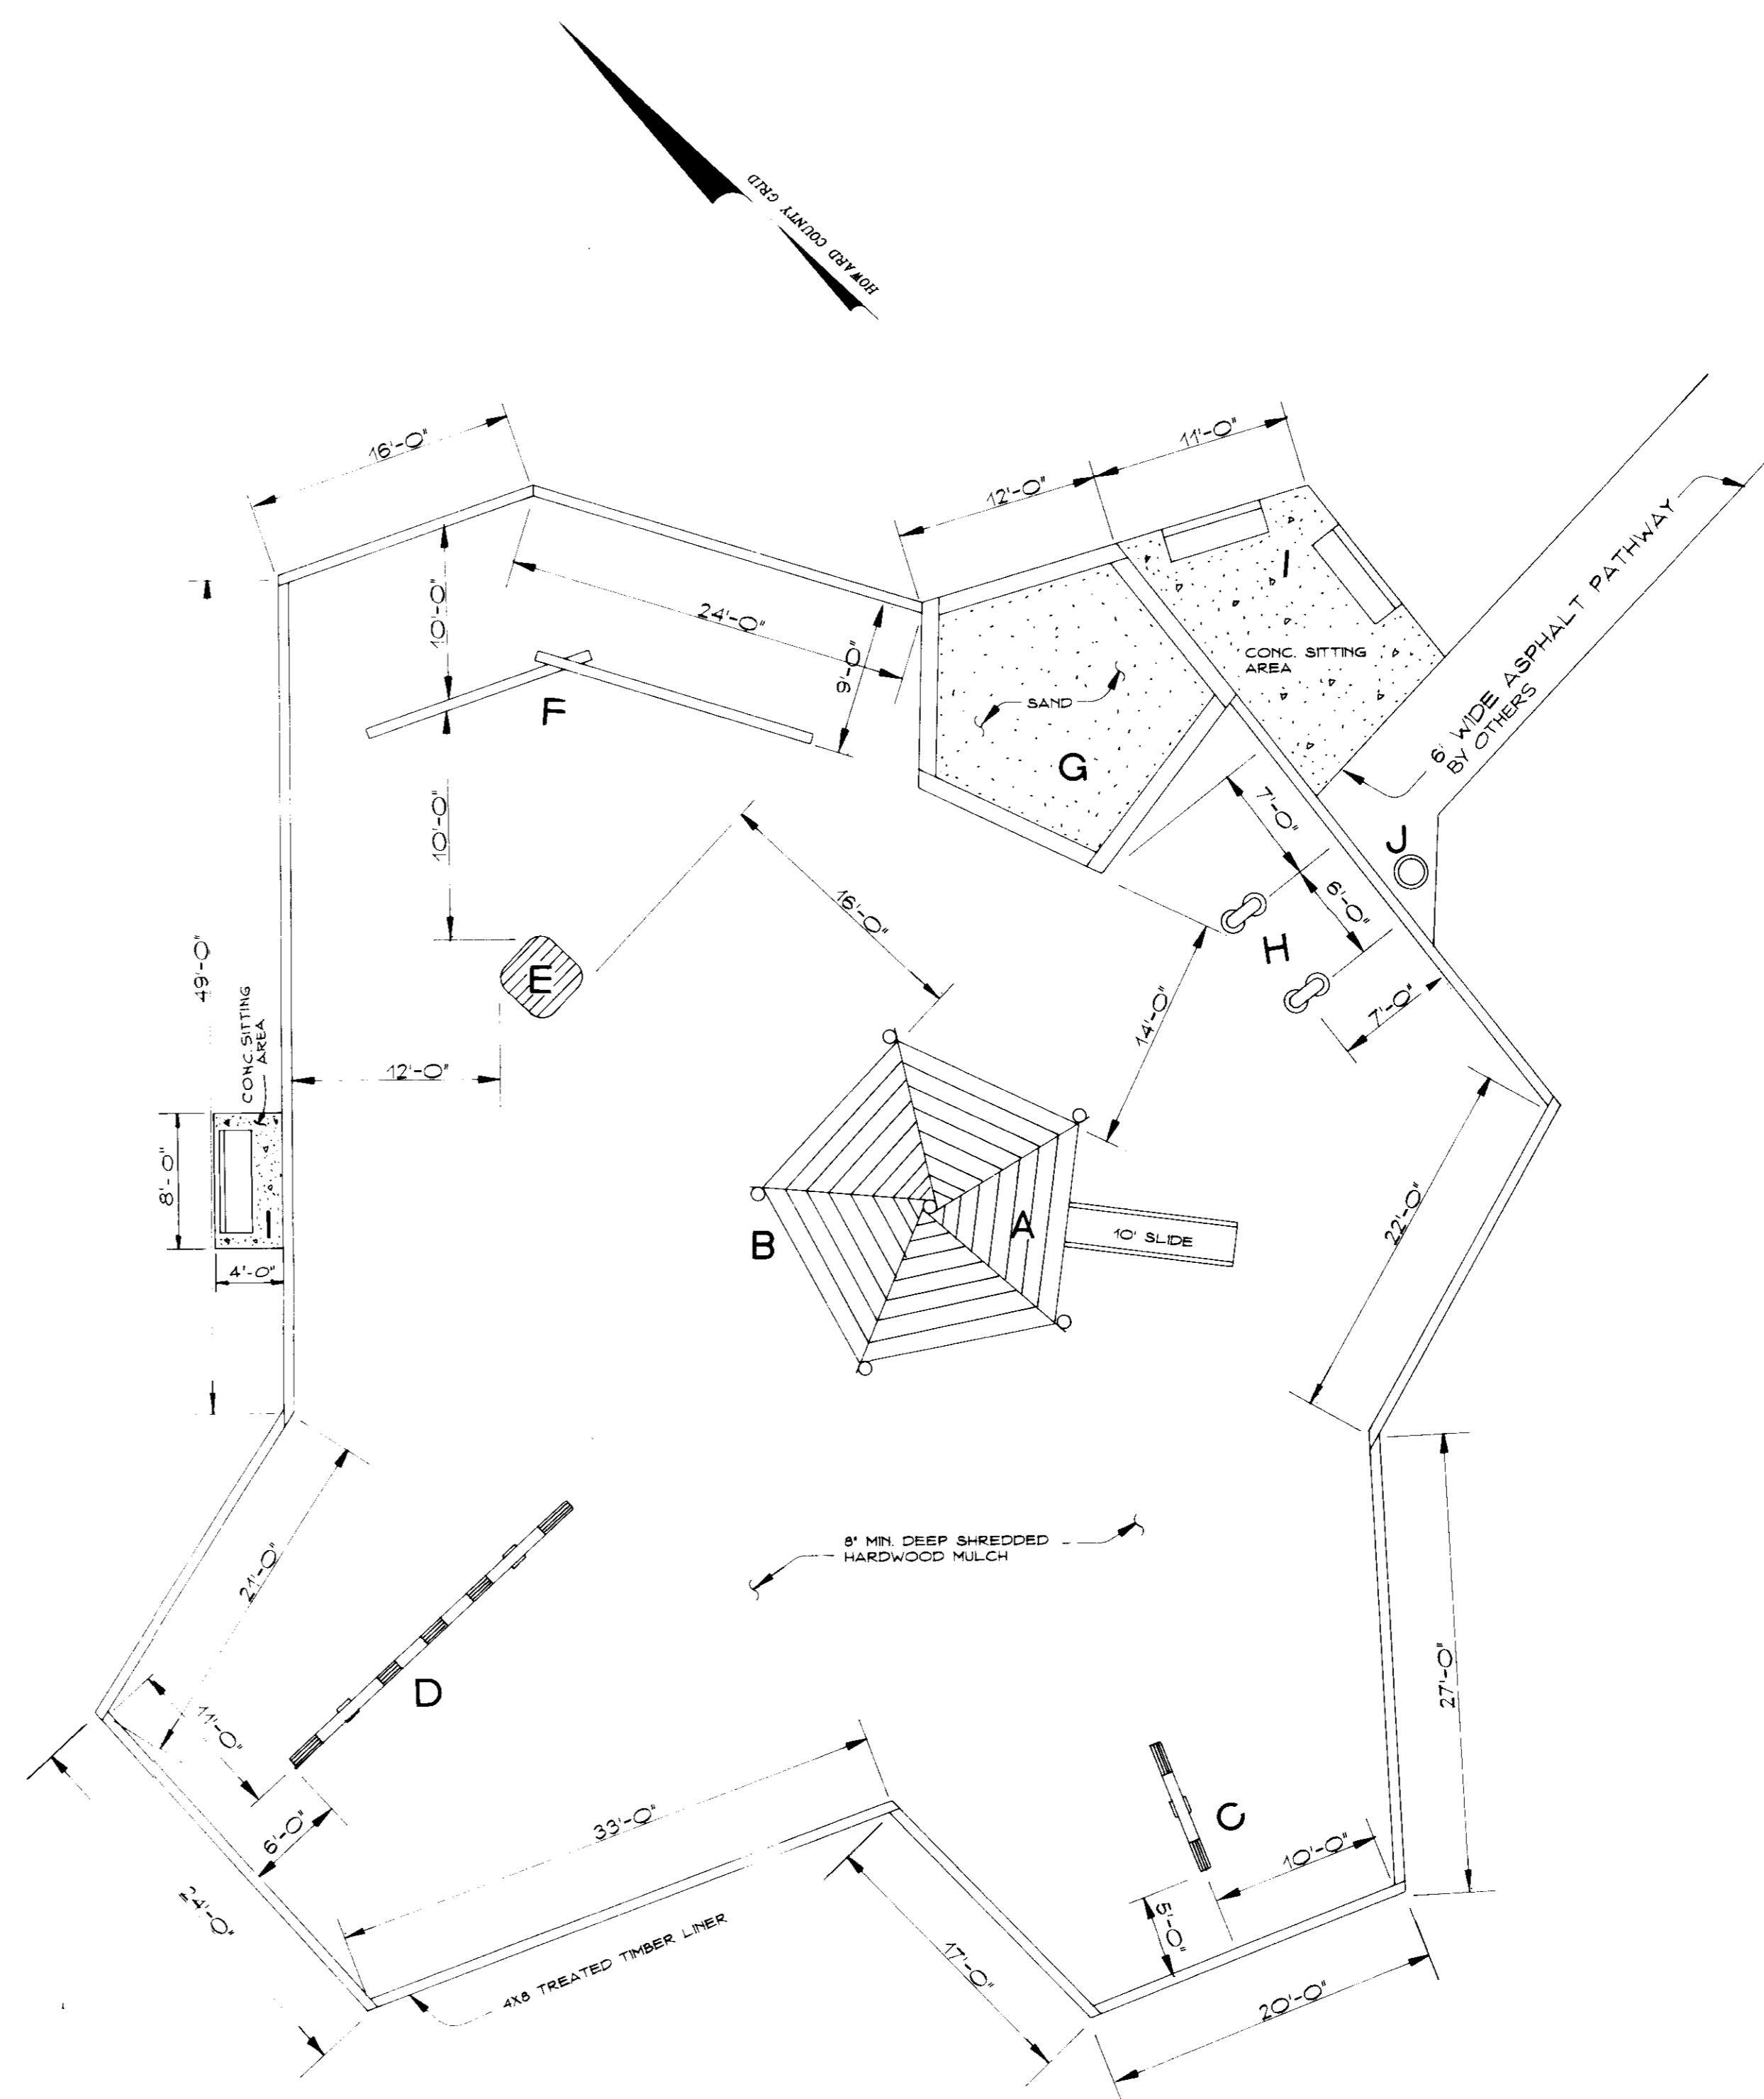 HOWARD COUNTY GRID
16'-0"
11'-0"
12'-0"
10'-0"
24'-0"
9'-0"
I
CONC. SITTING
AREA
SAND
6' WIDE ASPHALT PATHWAY
BY OTHERS
F
G
7'-0"
10'-0"
J
16'-0"
6'-0"
H
49'-0"
E
CONC. SITTING
AREA
14'-0"
7'-0"
12'-0"
8'-0"
I
4'-0"
B
A
10' SLIDE
22'-0"
21'-0"
8" MIN. DEEP SHREDDED
HARDWOOD MULCH
D
11'-0"
27'-0"
6'-0"
33'-0"
C
10'-0"
24'-0"
5'-0"
4X8 TREATED TIMBER LINER
17'-0"
20'-0"